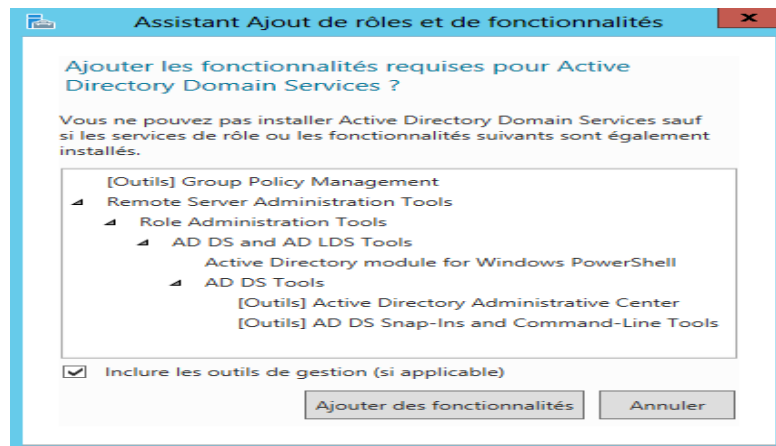 Assistant Ajout de rôles et de fonctionnalités
Ajouter les fonctionnalités requises pour Active
Directory Domain Services ?
Vous ne pouvez pas installer Active Directory Domain Services sauf
si les services de rôle ou les fonctionnalités suivants sont également
installés.
[Outils] Group Policy Management
Remote Server Administration Tools
Role Administration Tools
AD DS and AD LDS Tools
Active Directory module for Windows PowerShell
AD DS Tools
[Outils] Active Directory Administrative Center
[Outils] AD DS Snap-Ins and Command-Line Tools
Inclure les outils de gestion (si applicable)
Ajouter des fonctionnalités Annuler